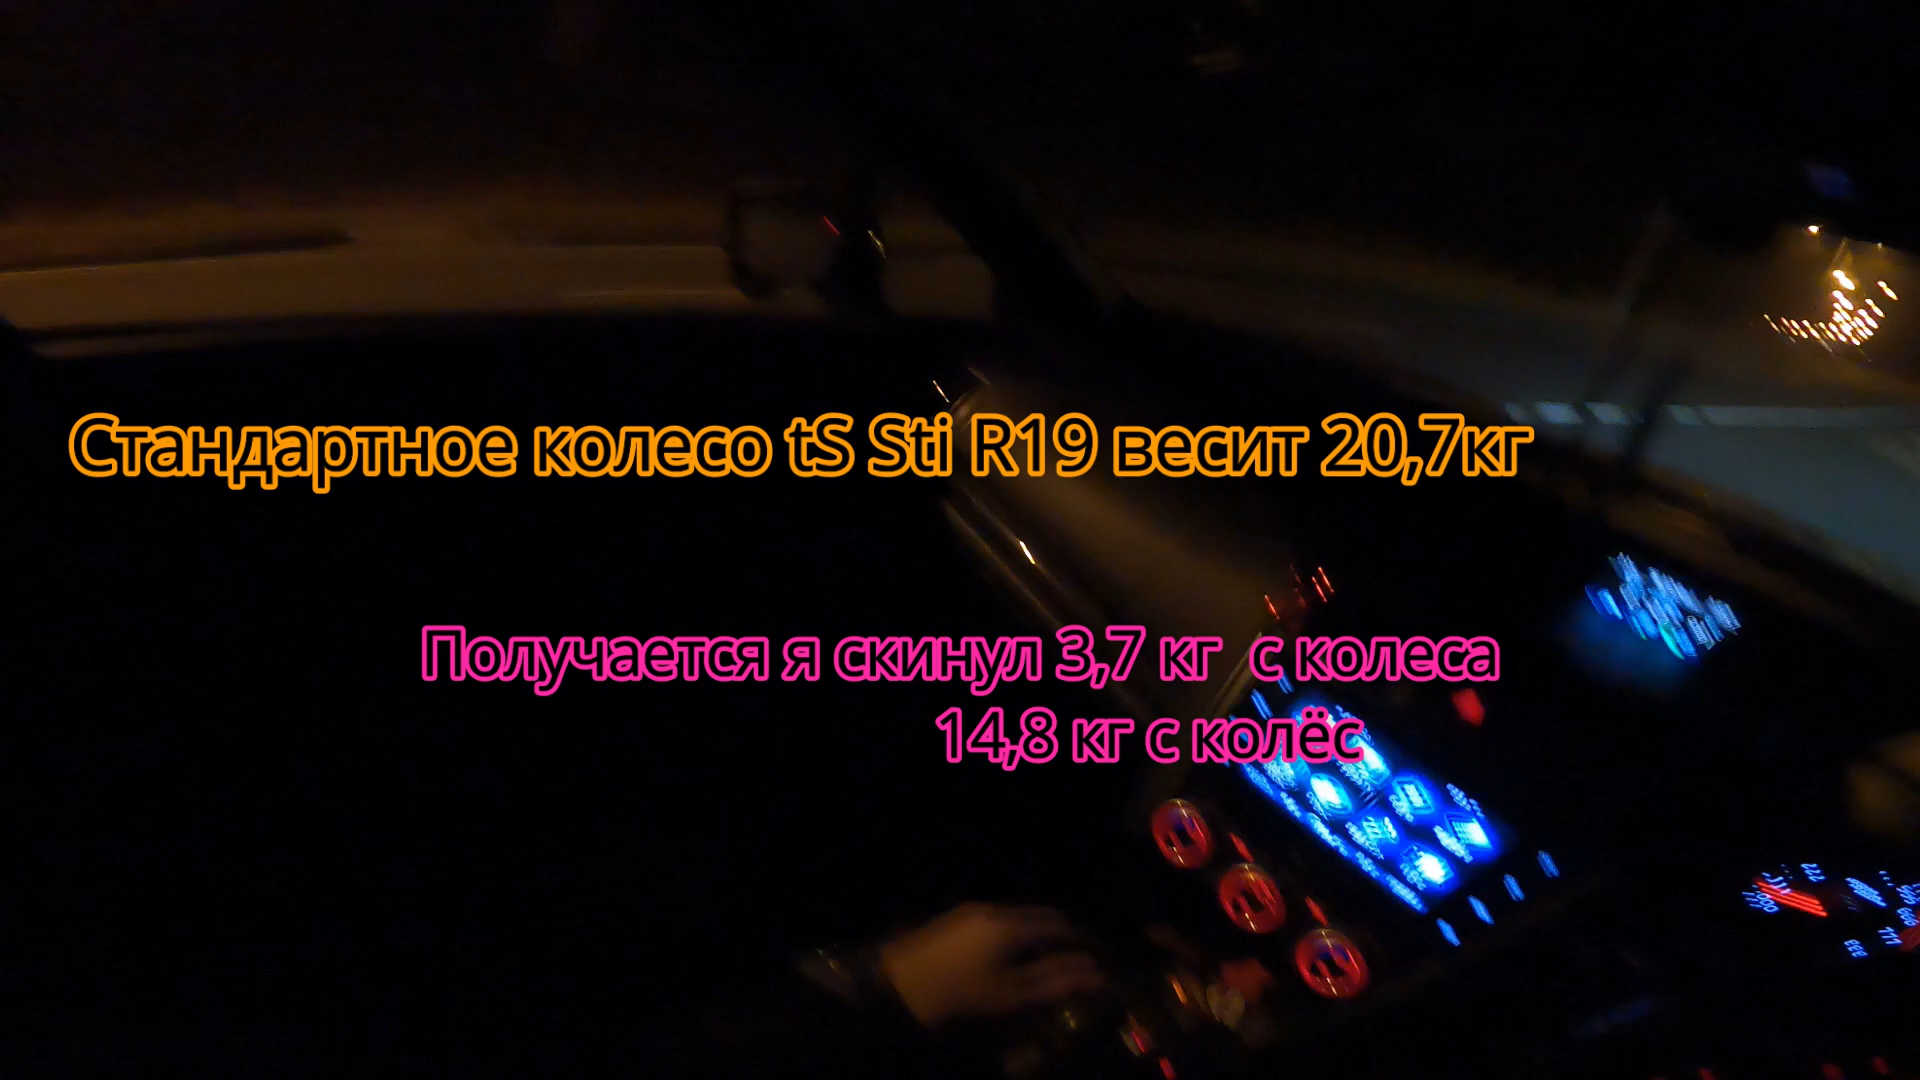 Стандартное колесо tS Sti R19 весит 20,7кг
Получается я скинул 3,7 кг с колеса
14,8 кг с колёс